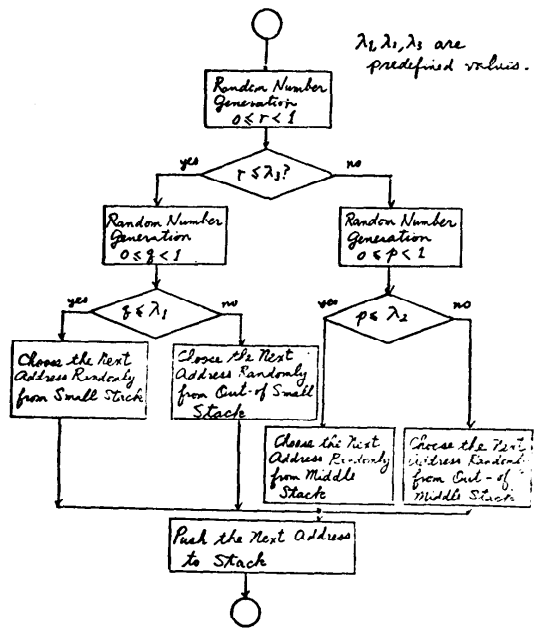 λ1, λ2, λ3 are
predefined values.
Random Number
Generation
0 ≤ r < 1
r ≤ λ3?
yes
no
Random Number
Generation
0 ≤ q < 1
Random Number
Generation
0 ≤ p < 1
q ≤ λ1
yes
no
p ≤ λ2
yes
no
Choose the Next
Address Randomly
from Small Stack
Choose the Next
Address Randomly
from Out-of Small
Stack
Choose the Next
Address Randomly
from Middle
Stack
Choose the Next
Address Randomly
from Out-of
Middle Stack
Push the Next Address
to Stack